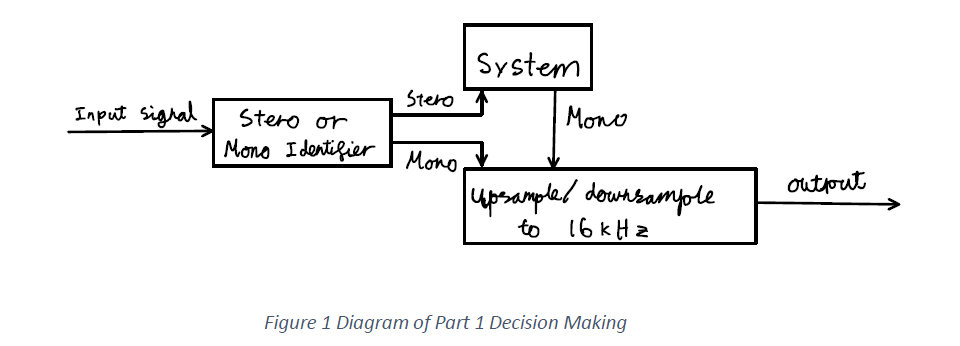 System
Stero
Input signal
Stero or
Mono Identifier
Mono
Mono
Upsample/downsample
to 16kHz
output
Figure 1 Diagram of Part 1 Decision Making